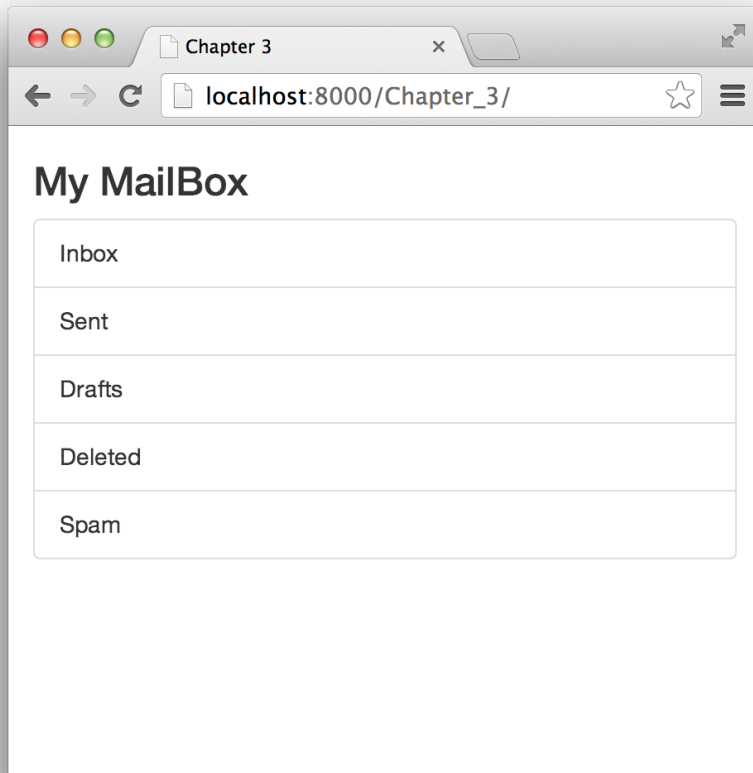 Chapter 3
localhost:8000/Chapter_3/
My MailBox
Inbox
Sent
Drafts
Deleted
Spam